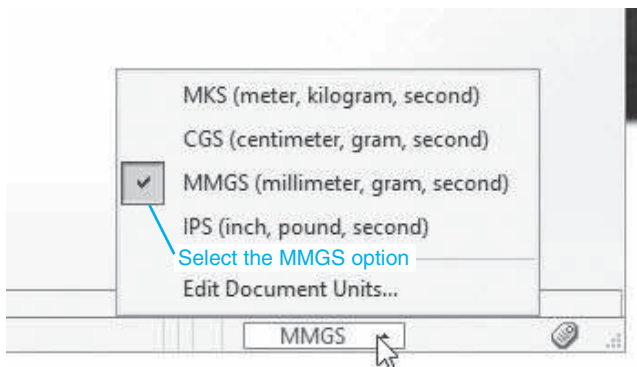 MKS (meter, kilogram, second)
CGS (centimeter, gram, second)
MMGS (millimeter, gram, second)
IPS (inch, pound, second)
Select the MMGS option
Edit Document Units...
MMGS